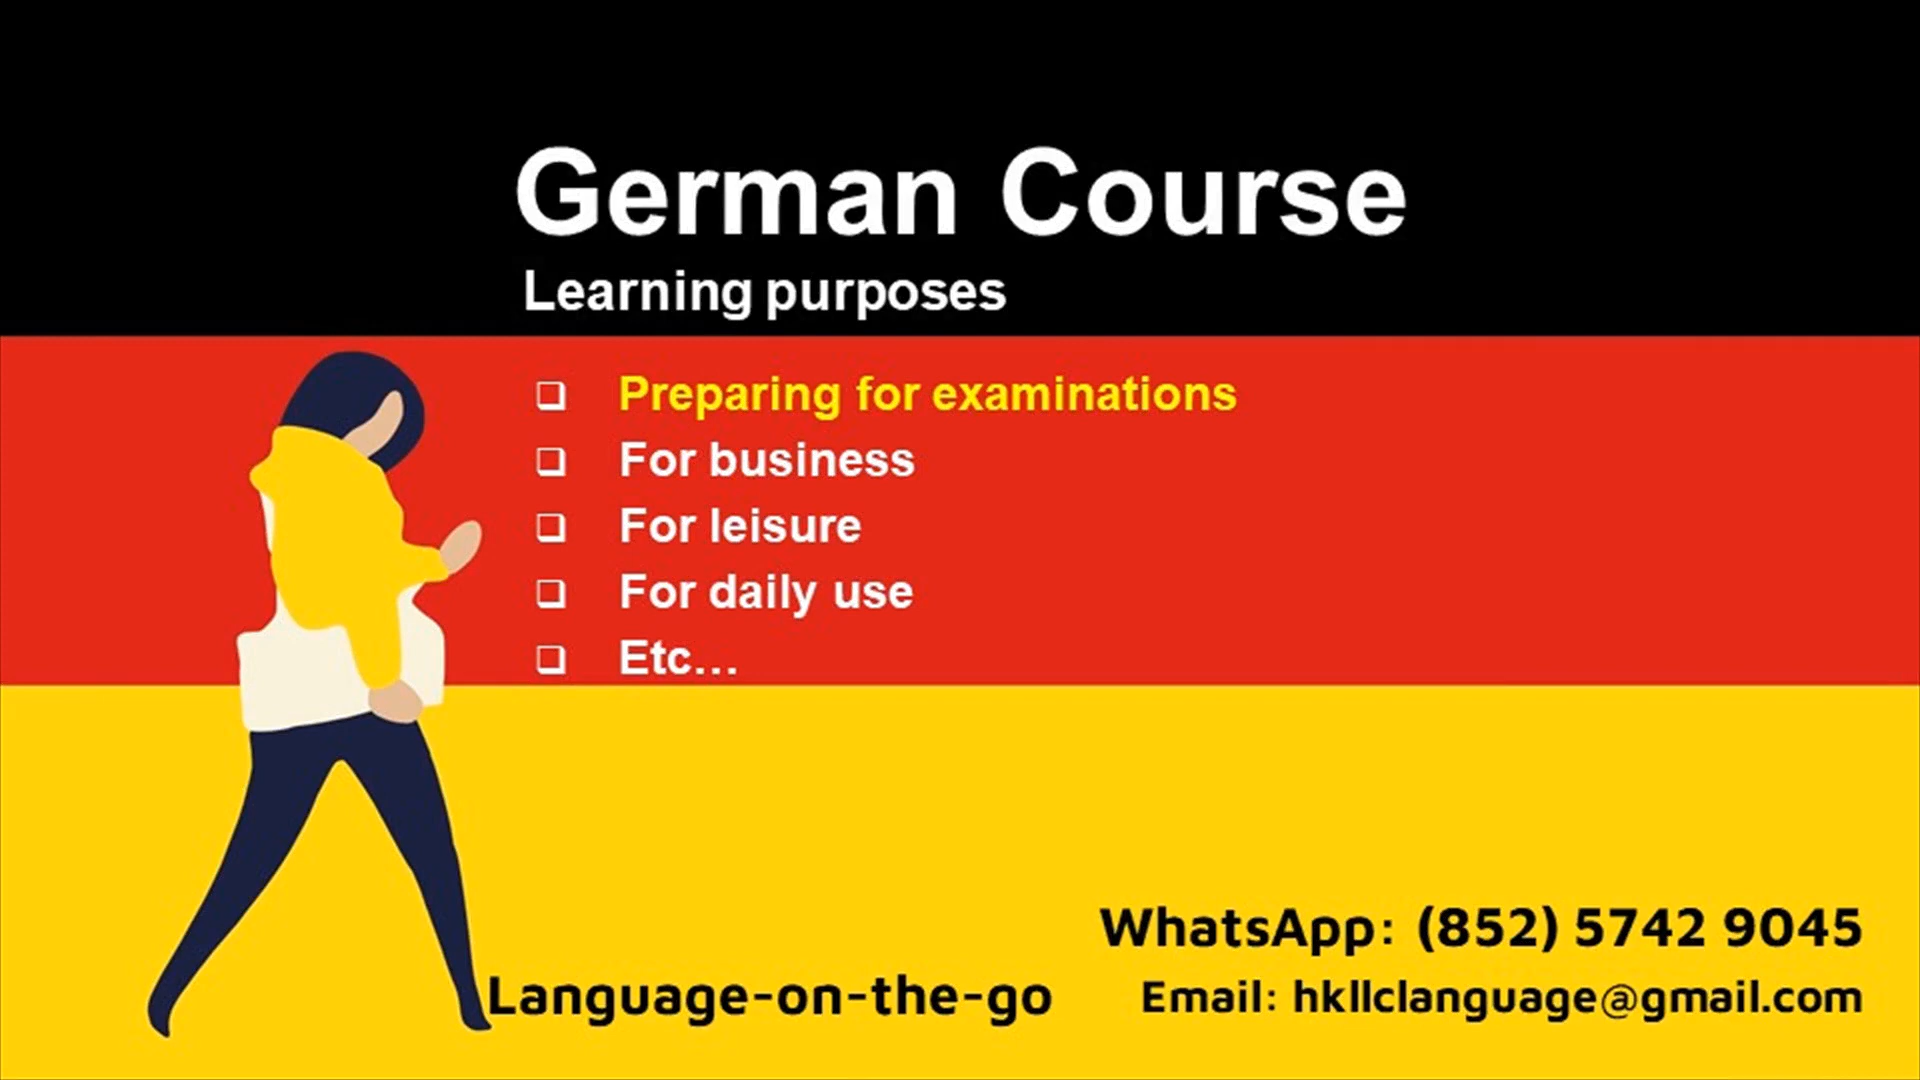 German Course
Learning purposes
❑ Preparing for examinations
❑ For business
❑ For leisure
❑ For daily use
❑ Etc...
WhatsApp: (852) 5742 9045
Language-on-the-go
Email: hkllclanguage@gmail.com